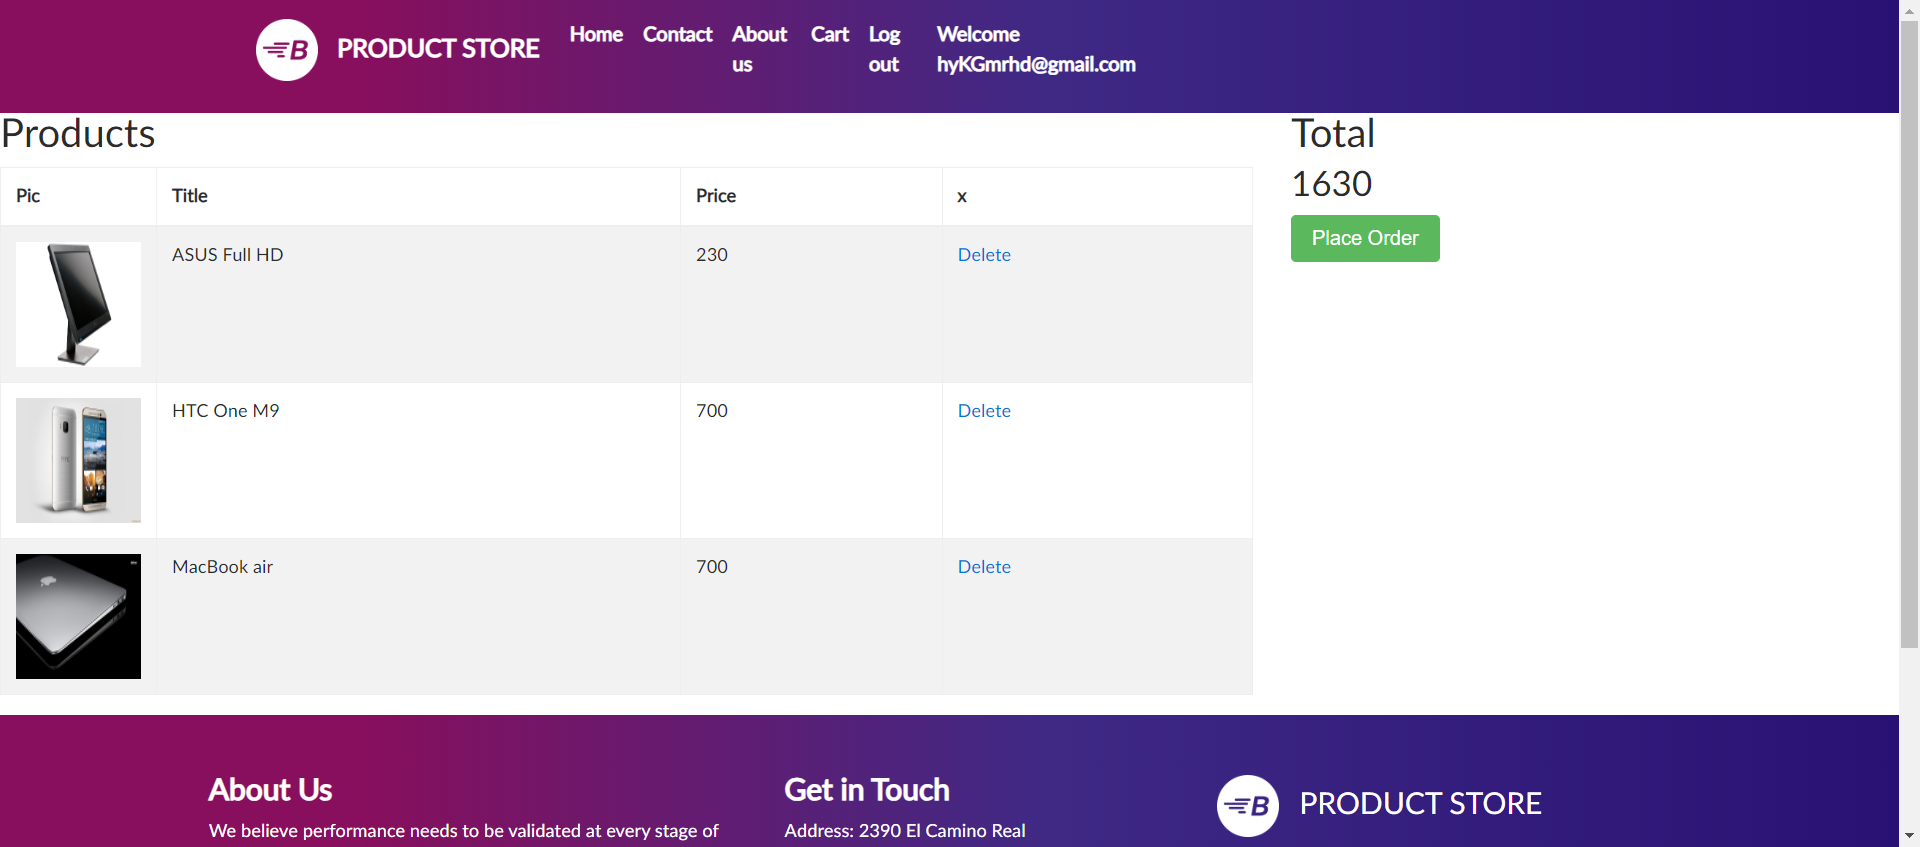 B PRODUCT STORE
Home Contact About us Cart Log out Welcome hyKGmrhd@gmail.com
Products
Pic Title Price x
ASUS Full HD 230 Delete
HTC One M9 700 Delete
MacBook air 700 Delete
Total
1630
Place Order
About Us
We believe performance needs to be validated at every stage of
Get in Touch
Address: 2390 El Camino Real
B PRODUCT STORE